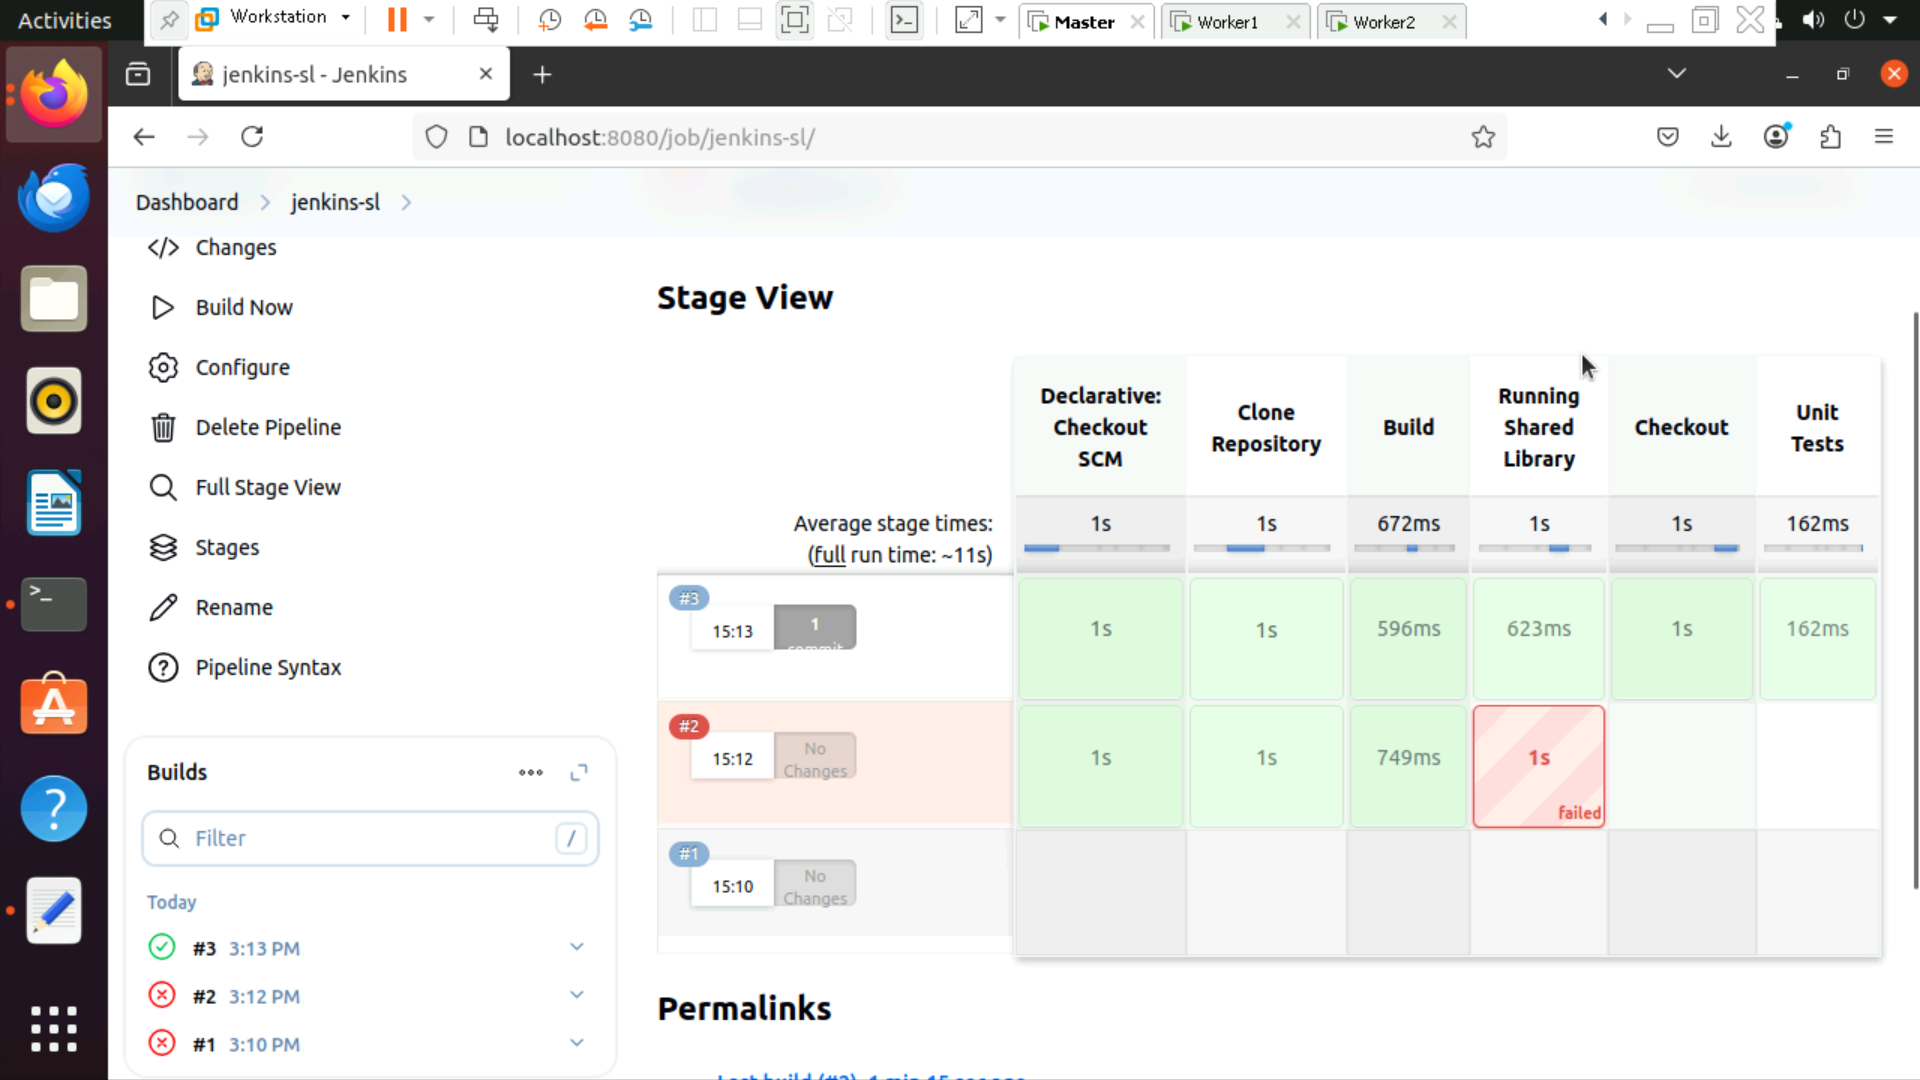 Activities
Workstation
Master
Worker1
Worker2
jenkins-sl - Jenkins
localhost:8080/job/jenkins-sl/
Dashboard
jenkins-sl
Changes
Build Now
Configure
Delete Pipeline
Full Stage View
Stages
Rename
Pipeline Syntax
Builds
Filter
/
Today
#3 3:13 PM
#2 3:12 PM
#1 3:10 PM
Stage View
Declarative:
Checkout
SCM
Clone
Repository
Build
Running
Shared
Library
Checkout
Unit
Tests
Average stage times:
(full run time: ~11s)
1s
1s
672ms
1s
1s
162ms
#3
15:13
1
commit
1s
1s
596ms
623ms
1s
162ms
#2
15:12
No
Changes
1s
1s
749ms
1s
failed
#1
15:10
No
Changes
Permalinks